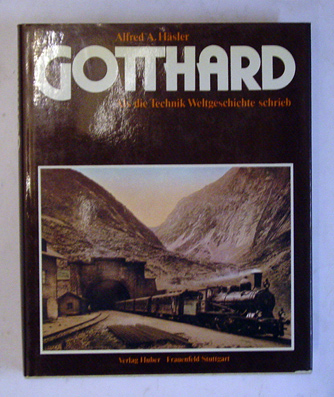 Alfred A. Häsler
GOTTHARD
Als die Technik Weltgeschichte schrieb
Verlag Huber Frauenfeld Stuttgart